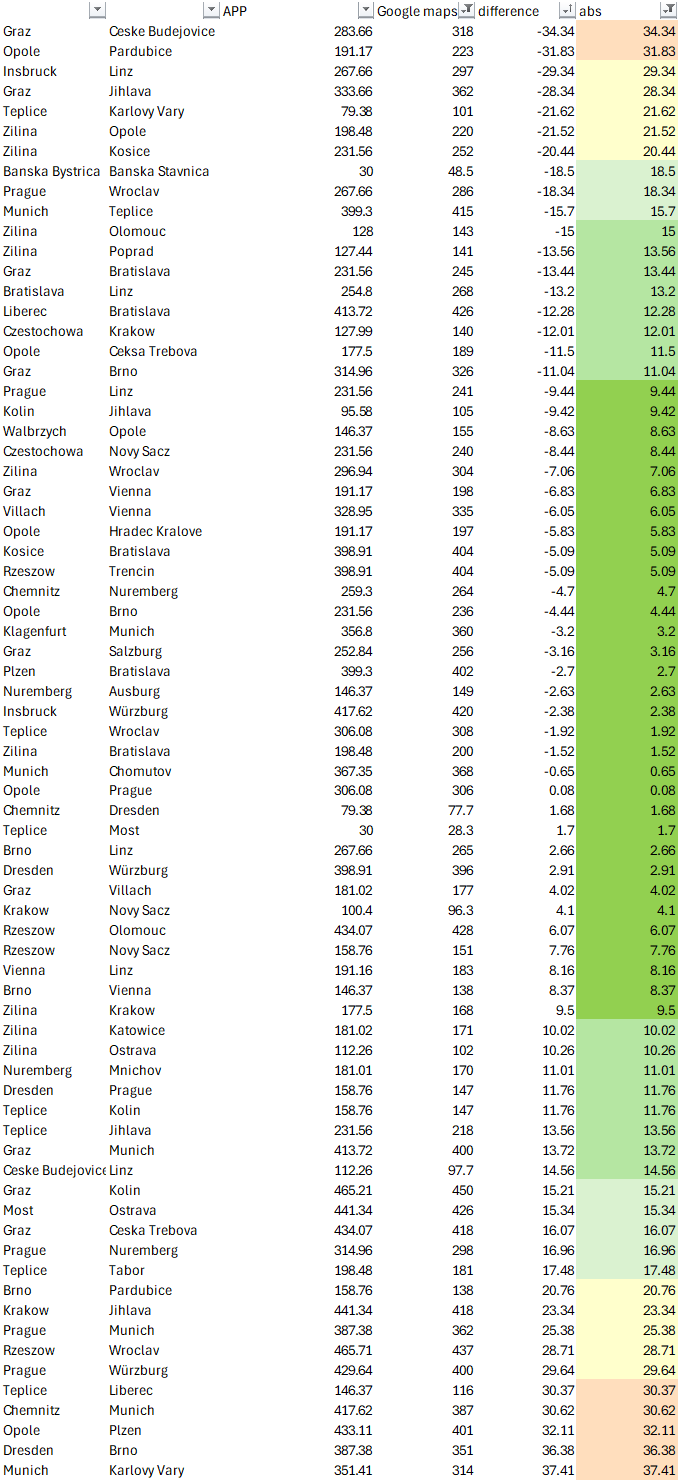 APP Google maps difference abs
Graz Ceske Budejovice 283.66 318 -34.34 34.34
Opole Pardubice 191.17 223 -31.83 31.83
Insbruck Linz 267.66 297 -29.34 29.34
Graz Jihlava 333.66 362 -28.34 28.34
Teplice Karlovy Vary 79.38 101 -21.62 21.62
Zilina Opole 198.48 220 -21.52 21.52
Zilina Kosice 231.56 252 -20.44 20.44
Banska Bystrica Banska Stavnica 30 48.5 -18.5 18.5
Prague Wroclav 267.66 286 -18.34 18.34
Munich Teplice 399.3 415 -15.7 15.7
Zilina Olomouc 128 143 -15 15
Zilina Poprad 127.44 141 -13.56 13.56
Graz Bratislava 231.56 245 -13.44 13.44
Bratislava Linz 254.8 268 -13.2 13.2
Liberec Bratislava 413.72 426 -12.28 12.28
Czestochowa Krakow 127.99 140 -12.01 12.01
Opole Ceksa Trebova 177.5 189 -11.5 11.5
Graz Brno 314.96 326 -11.04 11.04
Prague Linz 231.56 241 -9.44 9.44
Kolin Jihlava 95.58 105 -9.42 9.42
Walbrzych Opole 146.37 155 -8.63 8.63
Czestochowa Novy Sacz 231.56 240 -8.44 8.44
Zilina Wroclav 296.94 304 -7.06 7.06
Graz Vienna 191.17 198 -6.83 6.83
Villach Vienna 328.95 335 -6.05 6.05
Opole Hradec Kralove 191.17 197 -5.83 5.83
Kosice Bratislava 398.91 404 -5.09 5.09
Rzeszow Trencin 398.91 404 -5.09 5.09
Chemnitz Nuremberg 259.3 264 -4.7 4.7
Opole Brno 231.56 236 -4.44 4.44
Klagenfurt Munich 356.8 360 -3.2 3.2
Graz Salzburg 252.84 256 -3.16 3.16
Plzen Bratislava 399.3 402 -2.7 2.7
Nuremberg Ausburg 146.37 149 -2.63 2.63
Insbruck Würzburg 417.62 420 -2.38 2.38
Teplice Wroclav 306.08 308 -1.92 1.92
Zilina Bratislava 198.48 200 -1.52 1.52
Munich Chomutov 367.35 368 -0.65 0.65
Opole Prague 306.08 306 0.08 0.08
Chemnitz Dresden 79.38 77.7 1.68 1.68
Teplice Most 30 28.3 1.7 1.7
Brno Linz 267.66 265 2.66 2.66
Dresden Würzburg 398.91 396 2.91 2.91
Graz Villach 181.02 177 4.02 4.02
Krakow Novy Sacz 100.4 96.3 4.1 4.1
Rzeszow Olomouc 434.07 428 6.07 6.07
Rzeszow Novy Sacz 158.76 151 7.76 7.76
Vienna Linz 191.16 183 8.16 8.16
Brno Vienna 146.37 138 8.37 8.37
Zilina Krakow 177.5 168 9.5 9.5
Zilina Katowice 181.02 171 10.02 10.02
Zilina Ostrava 112.26 102 10.26 10.26
Nuremberg Mnichov 181.01 170 11.01 11.01
Dresden Prague 158.76 147 11.76 11.76
Teplice Kolin 158.76 147 11.76 11.76
Teplice Jihlava 231.56 218 13.56 13.56
Graz Munich 413.72 400 13.72 13.72
Ceske Budejovic Linz 112.26 97.7 14.56 14.56
Graz Kolin 465.21 450 15.21 15.21
Most Ostrava 441.34 426 15.34 15.34
Graz Ceska Trebova 434.07 418 16.07 16.07
Prague Nuremberg 314.96 298 16.96 16.96
Teplice Tabor 198.48 181 17.48 17.48
Brno Pardubice 158.76 138 20.76 20.76
Krakow Jihlava 441.34 418 23.34 23.34
Prague Munich 387.38 362 25.38 25.38
Rzeszow Wroclav 465.71 437 28.71 28.71
Prague Würzburg 429.64 400 29.64 29.64
Teplice Liberec 146.37 116 30.37 30.37
Chemnitz Munich 417.62 387 30.62 30.62
Opole Plzen 433.11 401 32.11 32.11
Dresden Brno 387.38 351 36.38 36.38
Munich Karlovy Vary 351.41 314 37.41 37.41